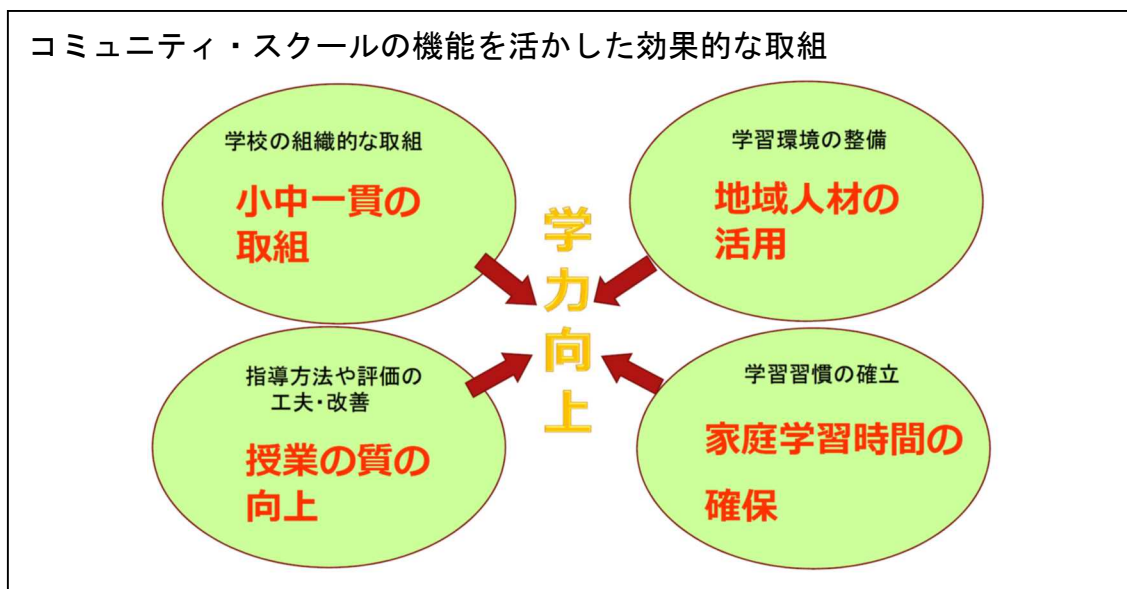 コミュニティ・スクールの機能を活かした効果的な取組
学校の組織的な取組
小中一貫の
取組
学習環境の整備
地域人材の
活用
学力向上
指導方法や評価の
工夫・改善
授業の質の
向上
学習習慣の確立
家庭学習時間の
確保